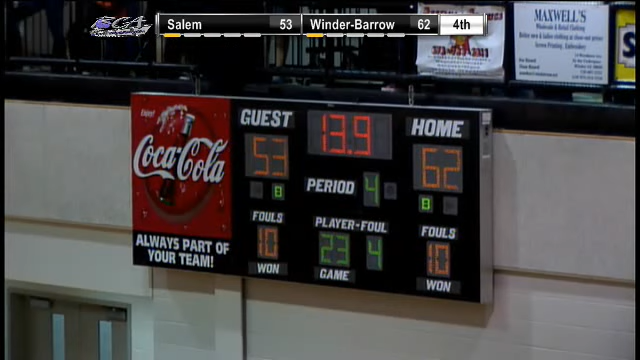 Salem 53 Winder-Barrow 62 4th
MAXWELL'S
GUEST
13.9
HOME
Enjoy
Coca-Cola
53
62
PERIOD 4
B
B
FOULS
PLAYER-FOUL
FOULS
10
23 4
10
ALWAYS PART OF
YOUR TEAM!
WON
GAME
WON